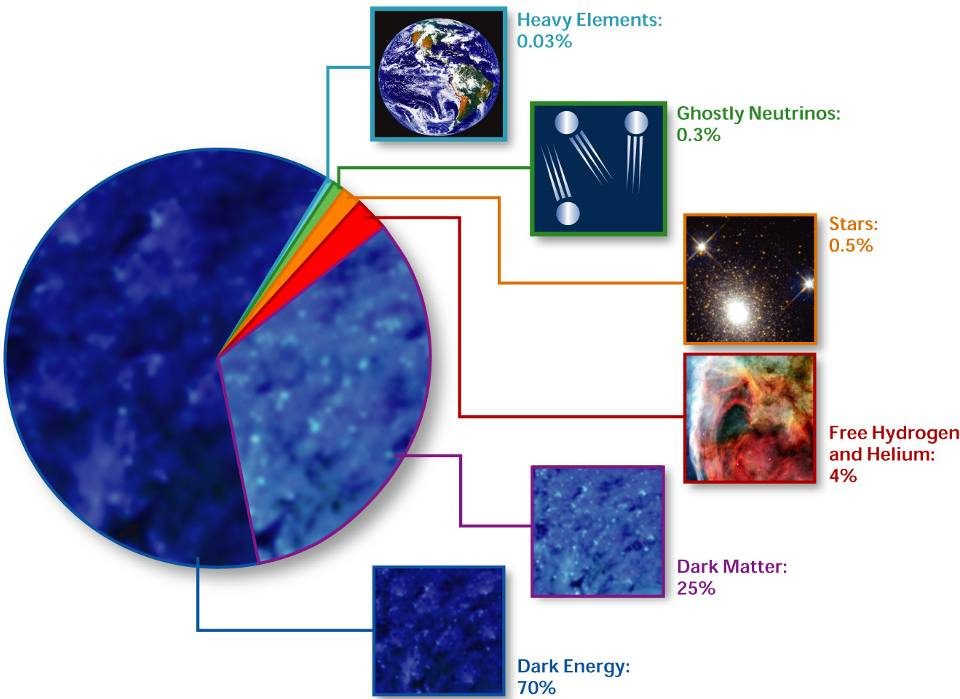 Heavy Elements:
0.03%
Ghostly Neutrinos:
0.3%
Stars:
0.5%
Free Hydrogen
and Helium:
4%
Dark Matter:
25%
Dark Energy:
70%